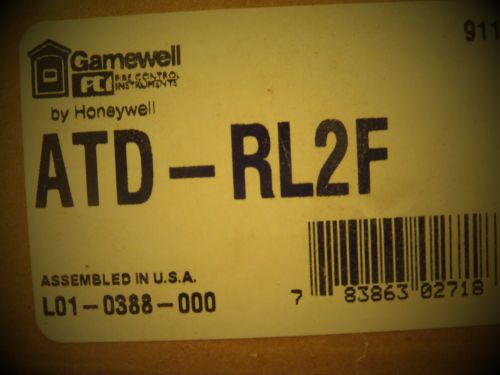 Gamewell
FCI FIRE CONTROL
INSTRUMENTS
by Honeywell
911
ATD-RL2F
ASSEMBLED IN U.S.A.
L01-0388-000
7 83863 02718